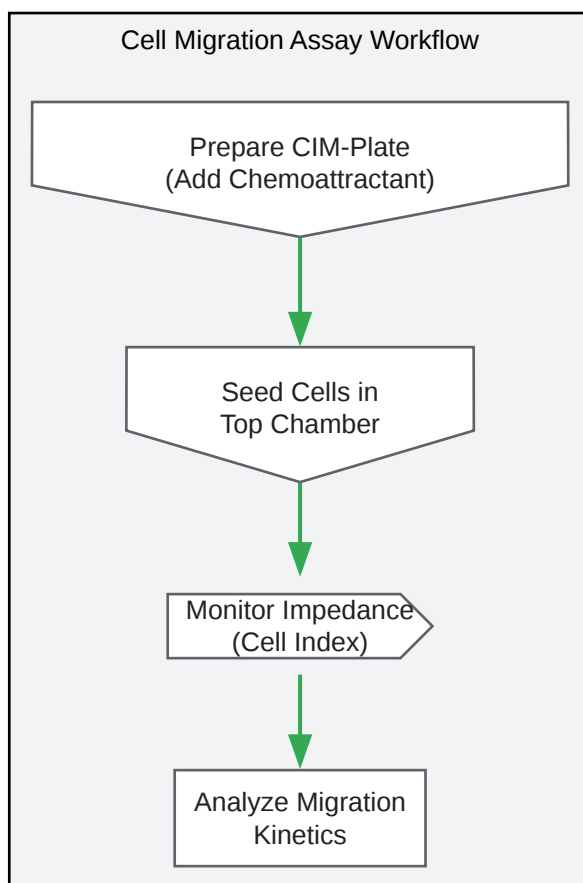 Cell Migration Assay Workflow
Prepare CIM-Plate
(Add Chemoattractant)
Seed Cells in
Top Chamber
Monitor Impedance
(Cell Index)
Analyze Migration
Kinetics